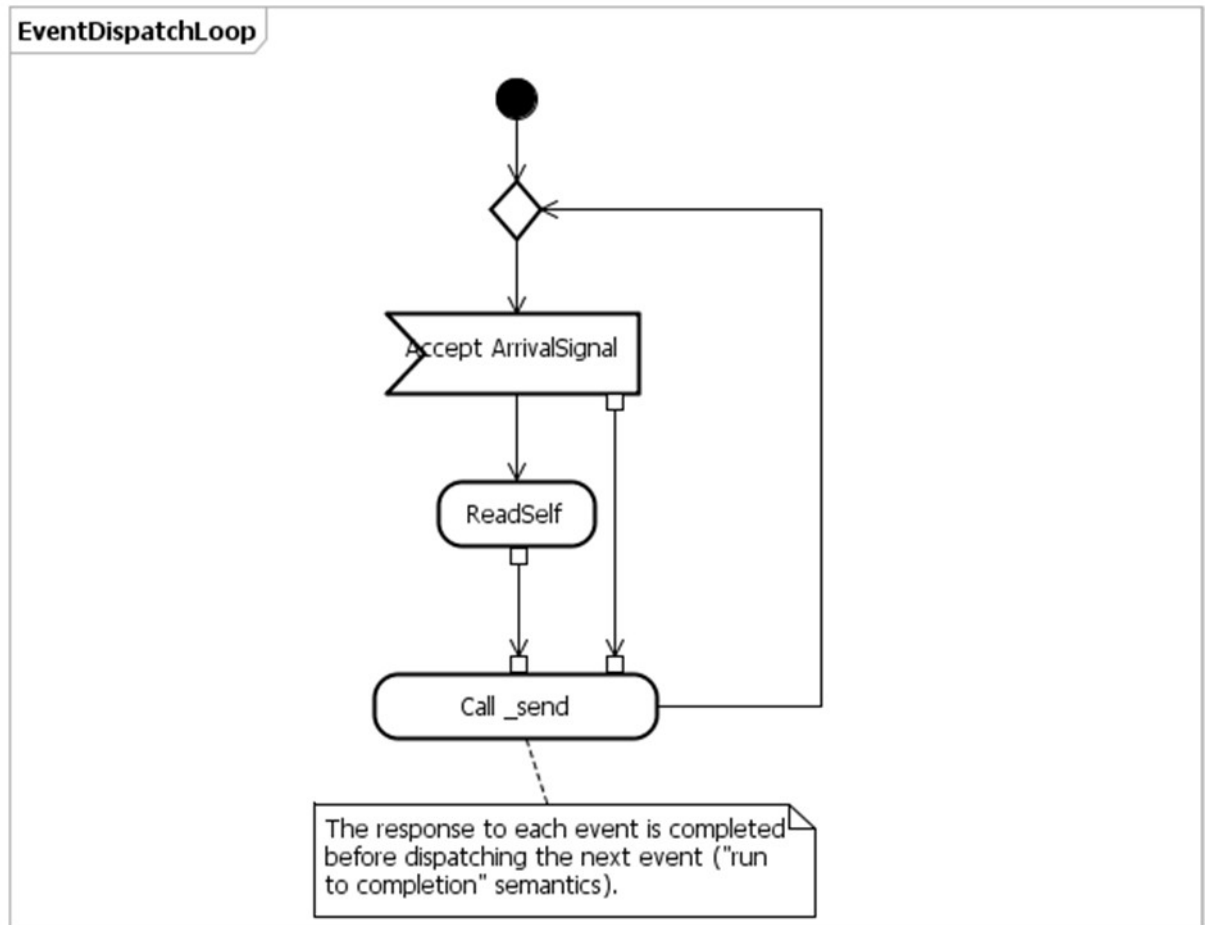 EventDispatchLoop
Accept ArrivalSignal
ReadSelf
Call _send
The response to each event is completed
before dispatching the next event ("run
to completion" semantics).